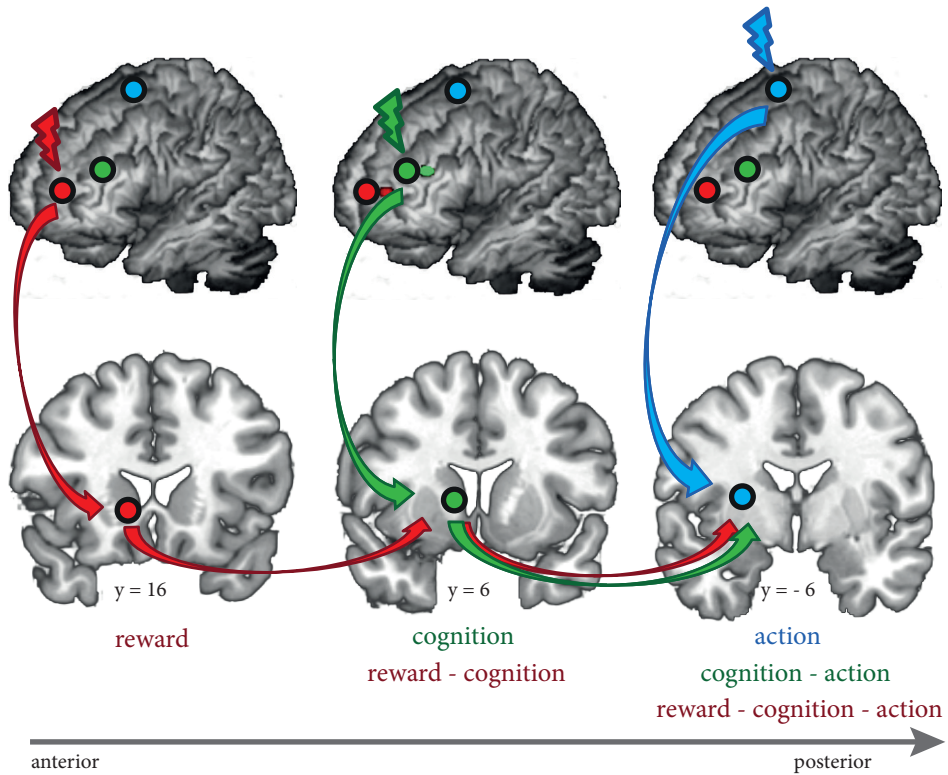 y = 16
y = 6
y = - 6
reward
cognition
action
reward - cognition
cognition - action
reward - cognition - action
anterior
posterior